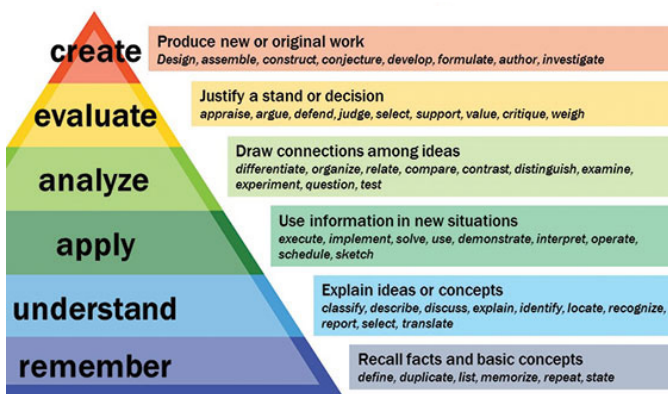 create
Produce new or original work
Design, assemble, construct, conjecture, develop, formulate, author, investigate
evaluate
Justify a stand or decision
appraise, argue, defend, judge, select, support, value, critique, weigh
analyze
Draw connections among ideas
differentiate, organize, relate, compare, contrast, distinguish, examine,
experiment, question, test
apply
Use information in new situations
execute, implement, solve, use, demonstrate, interpret, operate,
schedule, sketch
understand
Explain ideas or concepts
classify, describe, discuss, explain, identify, locate, recognize,
report, select, translate
remember
Recall facts and basic concepts
define, duplicate, list, memorize, repeat, state